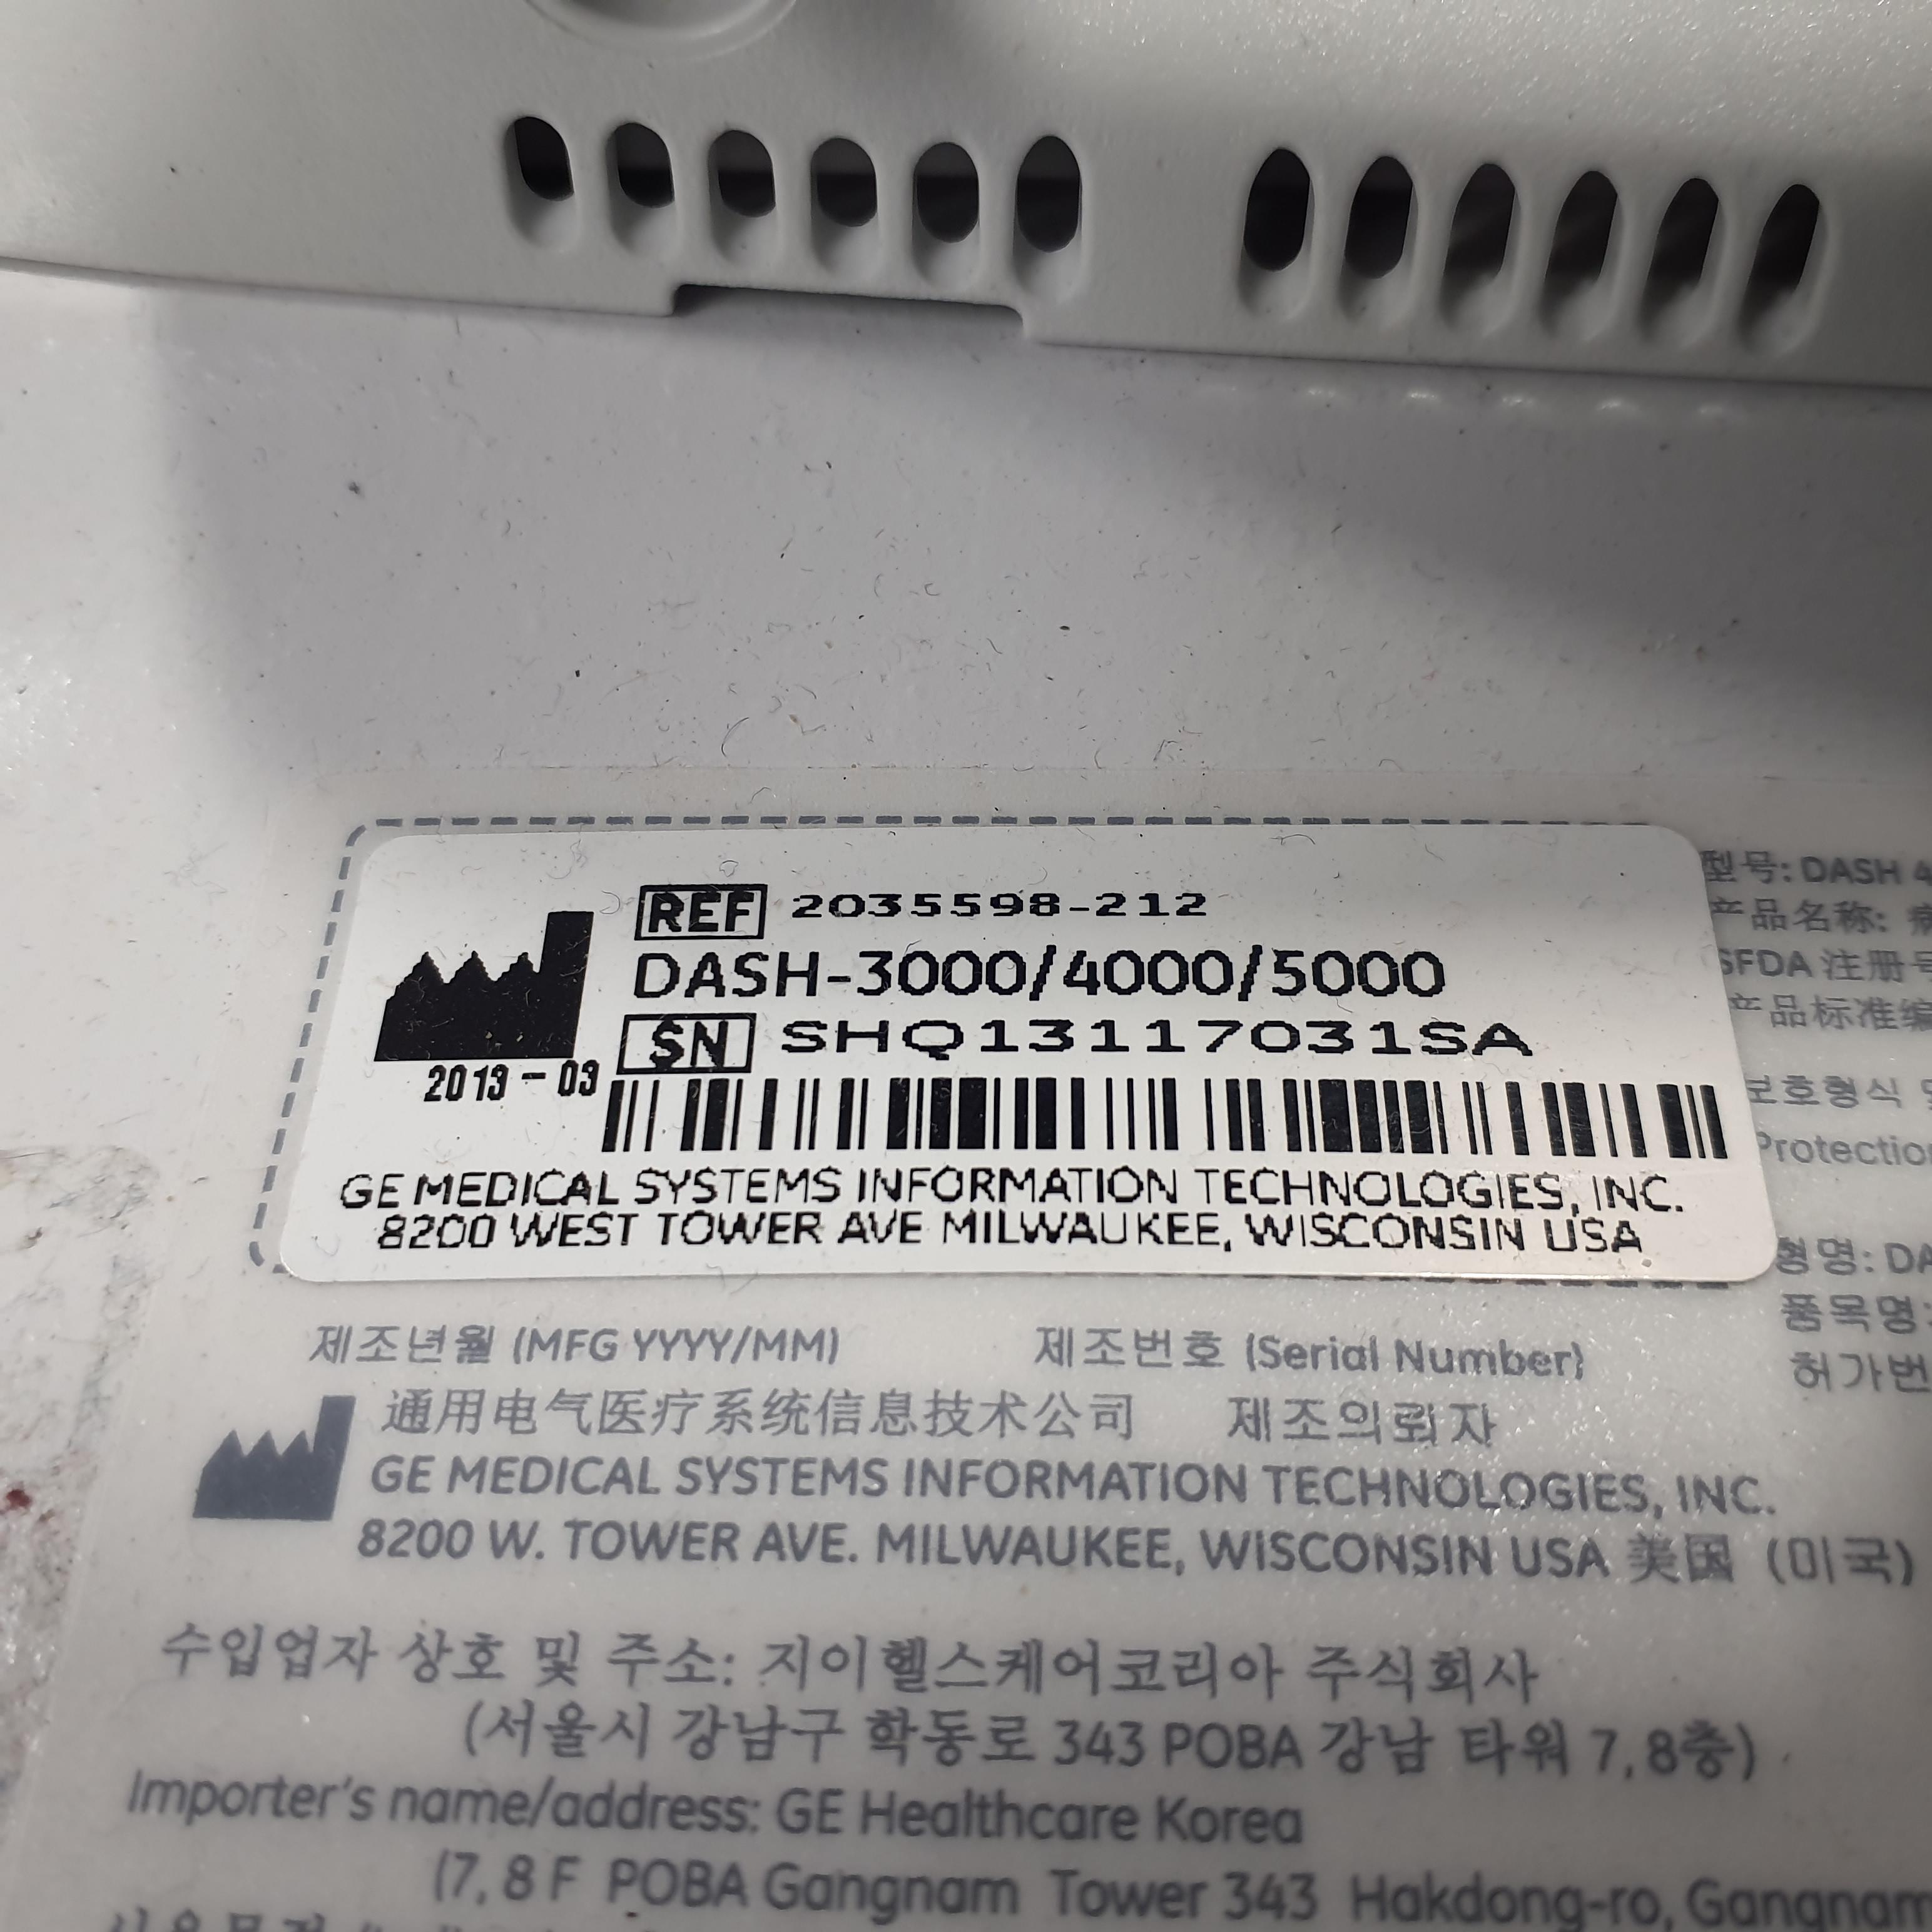 REF 2035598-212
DASH-3000/4000/5000
SN SHQ13117031SA
2013-03
GE MEDICAL SYSTEMS INFORMATION TECHNOLOGIES, INC.
8200 WEST TOWER AVE MILWAUKEE, WISCONSIN USA
型号: DASH 4
产品名称:
SFDA 注册号
产品标准编
보호형식
Protection
형명: DA
품목명:
허가번
제조년월 (MFG YYYY/MM) 제조번호 (Serial Number)
通用电气医疗系统信息技术公司 제조의뢰자
GE MEDICAL SYSTEMS INFORMATION TECHNOLOGIES, INC.
8200 W. TOWER AVE. MILWAUKEE, WISCONSIN USA 美国 (미국)
수입업자 상호 및 주소: 지이헬스케어코리아 주식회사
(서울시 강남구 학동로 343 POBA 강남 타워 7, 8층)
Importer's name/address: GE Healthcare Korea
(7, 8 F POBA Gangnam Tower 343 Hakdong-ro, Gangnam